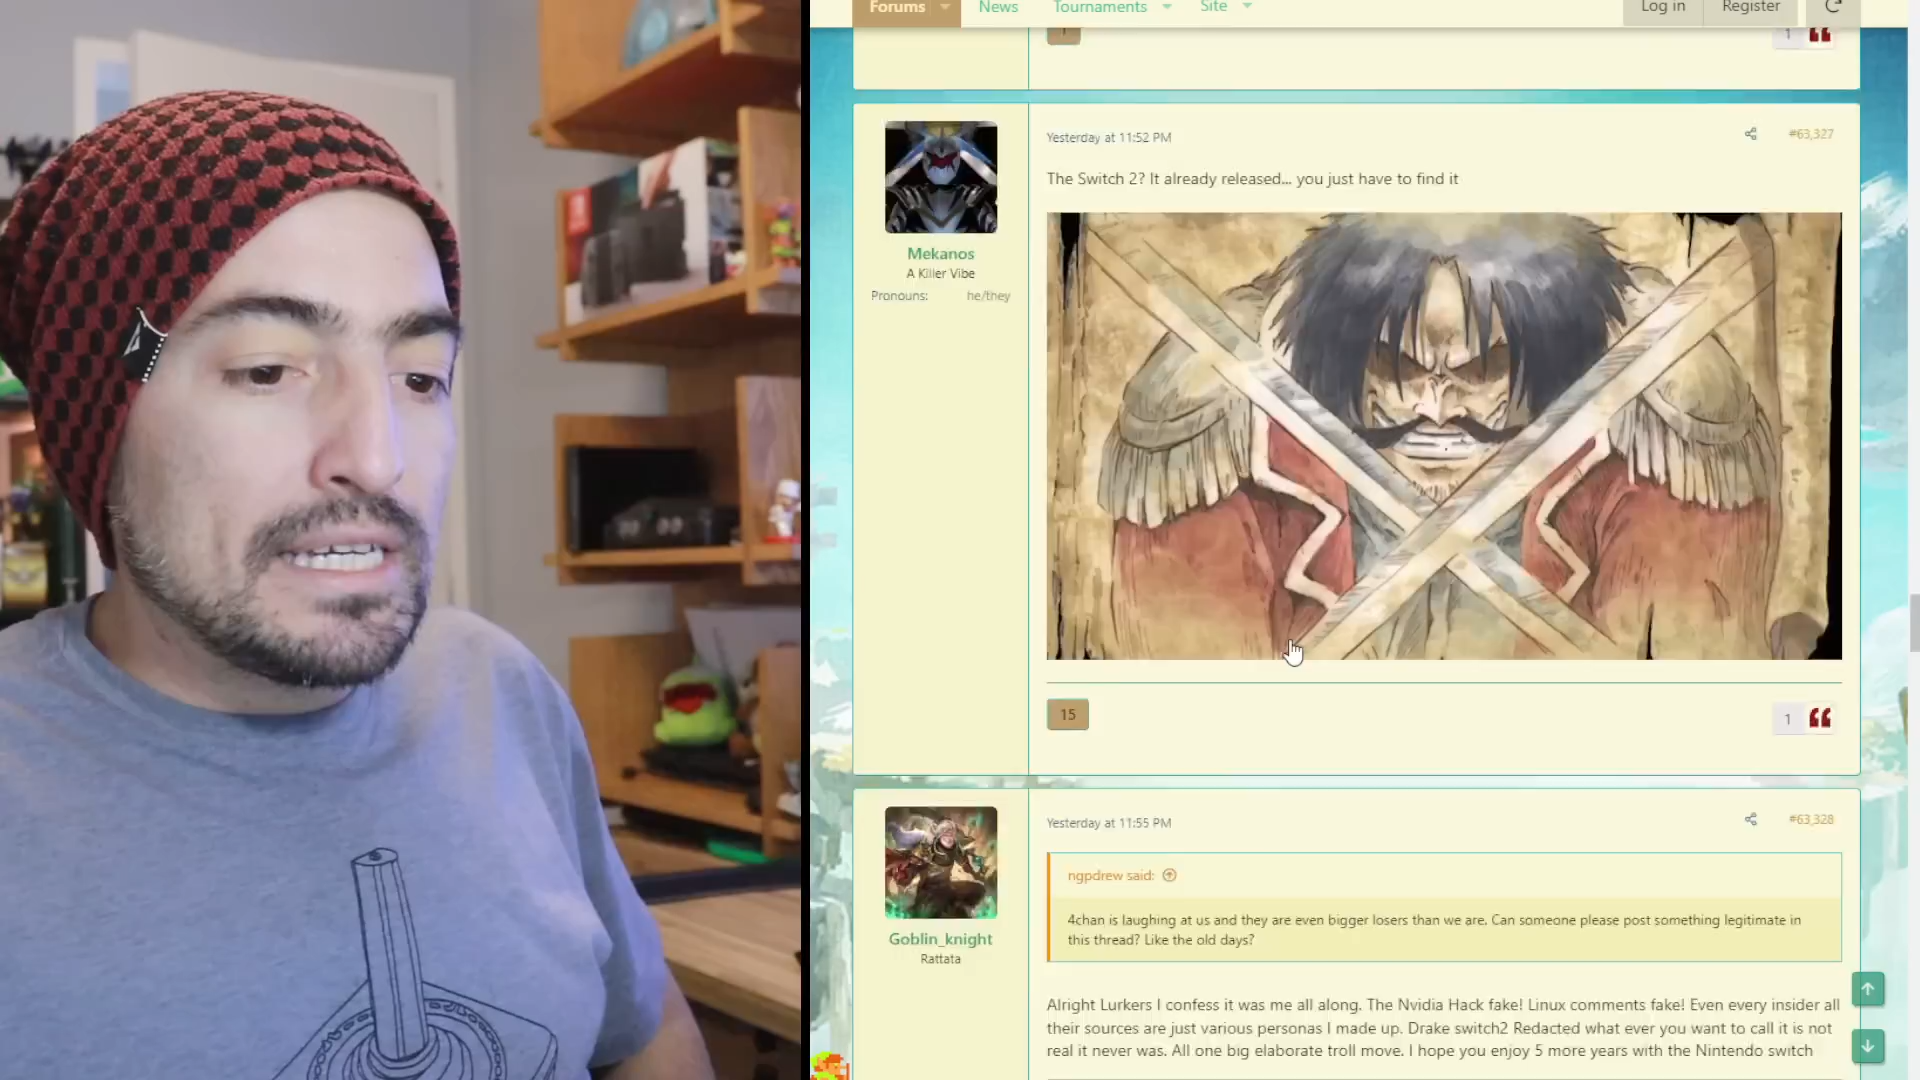 Forums
News
Tournaments
Site
Log in
Register
1
1
Yesterday at 11:52 PM
#63,327
The Switch 2? It already released... you just have to find it
Mekanos
A Killer Vibe
Pronouns: he/they
15
1
Yesterday at 11:55 PM
#63,328
ngpdrew said:
4chan is laughing at us and they are even bigger losers than we are. Can someone please post something legitimate in
this thread? Like the old days?
Goblin_knight
Rattata
Alright Lurkers I confess it was me all along. The Nvidia Hack fake! Linux comments fake! Even every insider all
their sources are just various personas I made up. Drake switch2 Redacted what ever you want to call it is not
real it never was. All one big elaborate troll move. I hope you enjoy 5 more years with the Nintendo switch